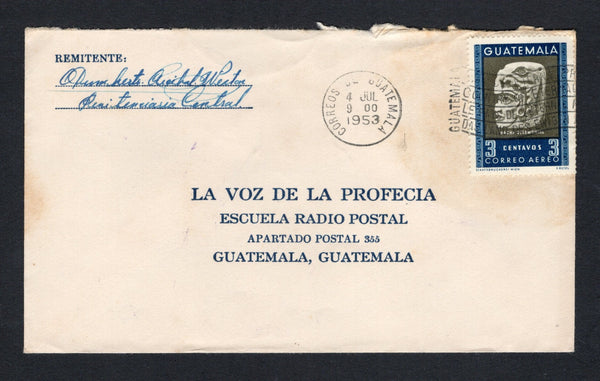 REMITENTE:
Penitenciaria Central.
CORREOS DE GUATEMALA
4 JUL
9 00
1953
GUATEMALA
GUATEMALA
3 CENTAVOS 3
CORREO AEREO
LA VOZ DE LA PROFECIA
ESCUELA RADIO POSTAL
APARTADO POSTAL 355
GUATEMALA, GUATEMALA